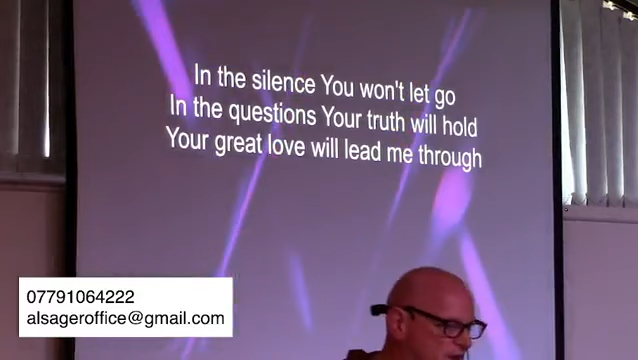 In the silence You won't let go
In the questions Your truth will hold
Your great love will lead me through
07791064222
alsageroffice@gmail.com